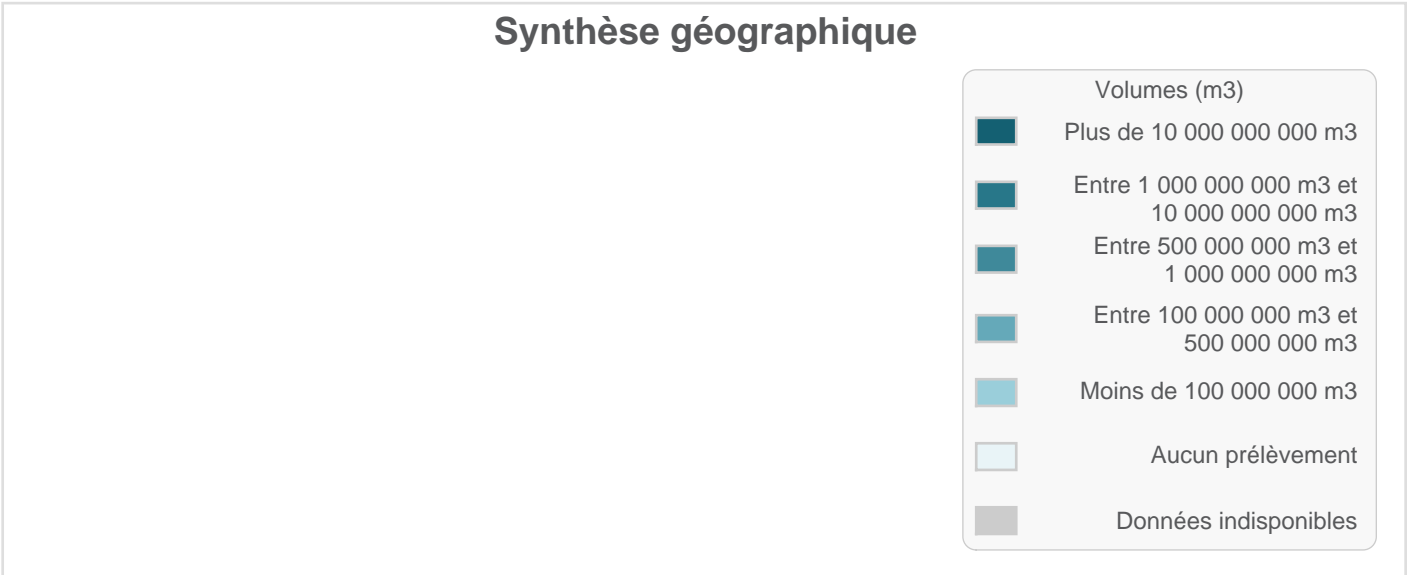 Synthèse géographique
Volumes (m3)
Plus de 10 000 000 000 m3
Entre 1 000 000 000 m3 et
10 000 000 000 m3
Entre 500 000 000 m3 et
1 000 000 000 m3
Entre 100 000 000 m3 et
500 000 000 m3
Moins de 100 000 000 m3
Aucun prélèvement
Données indisponibles